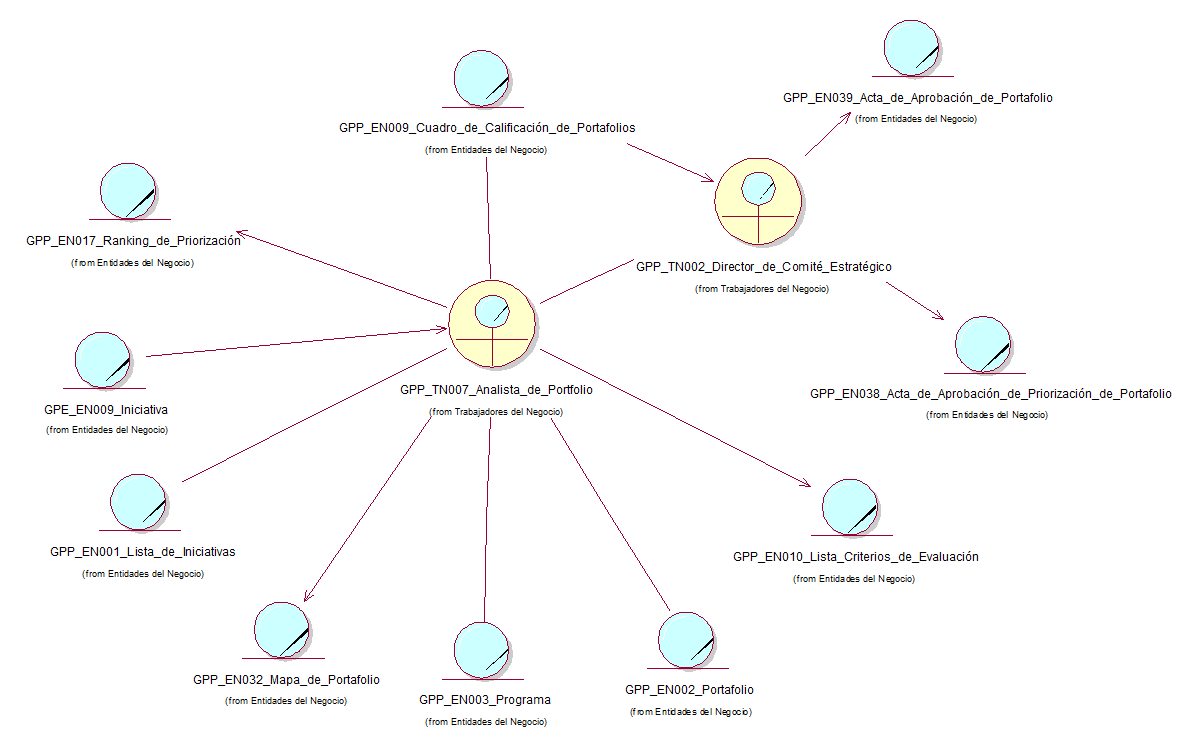 GPP_EN039_Acta_de_Aprobación_de_Portafolio
(from Entidades del Negocio)
GPP_EN009_Cuadro_de_Calificación_de_Portafolios
(from Entidades del Negocio)
GPP_EN017_Ranking_de_Priorización
(from Entidades del Negocio)
GPP_TN002_Director_de_Comité_Estratégico
(from Trabajadores del Negocio)
GPP_TN007_Analista_de_Portfolio
(from Trabajadores del Negocio)
GPP_EN038_Acta_de_Aprobación_de_Priorización_de_Portafolio
(from Entidades del Negocio)
GPE_EN009_Iniciativa
(from Entidades del Negocio)
GPP_EN001_Lista_de_Iniciativas
(from Entidades del Negocio)
GPP_EN010_Lista_Criterios_de_Evaluación
(from Entidades del Negocio)
GPP_EN032_Mapa_de_Portafolio
(from Entidades del Negocio)
GPP_EN003_Programa
(from Entidades del Negocio)
GPP_EN002_Portafolio
(from Entidades del Negocio)